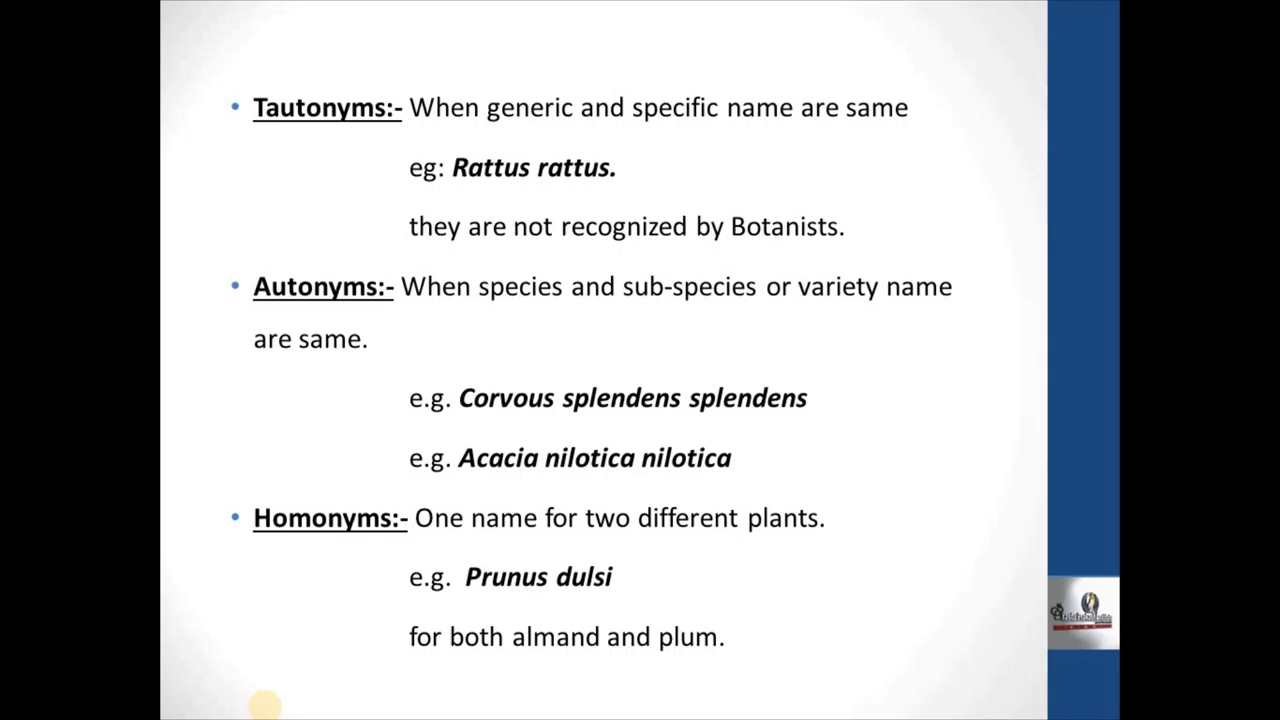 • Tautonyms:- When generic and specific name are same
eg: Rattus rattus.
they are not recognized by Botanists.
• Autonyms:- When species and sub-species or variety name
are same.
e.g. Corvous splendens splendens
e.g. Acacia nilotica nilotica
• Homonyms:- One name for two different plants.
e.g. Prunus dulsi
for both almand and plum.